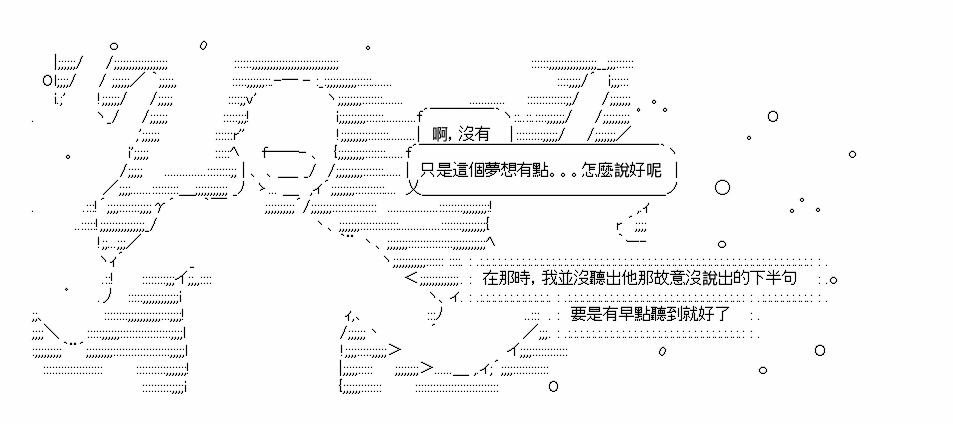 啊，沒有
只是這個夢想有點。。。怎麼說好呢
在那時，我並沒聽出他那故意沒說出的下半句
要是有早點聽到就好了